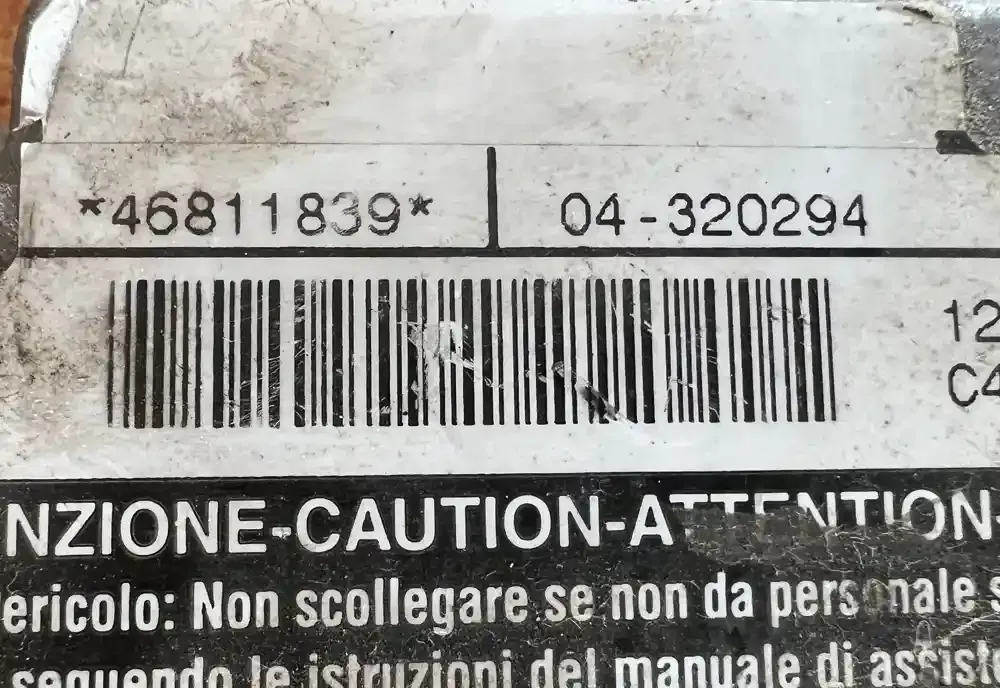 *46811839* 04-320294
12
C4
NZIONE-CAUTION-ATTENTION
ericolo: Non scollegare se non da personale s
seguendo le istruzioni del manuale di assist